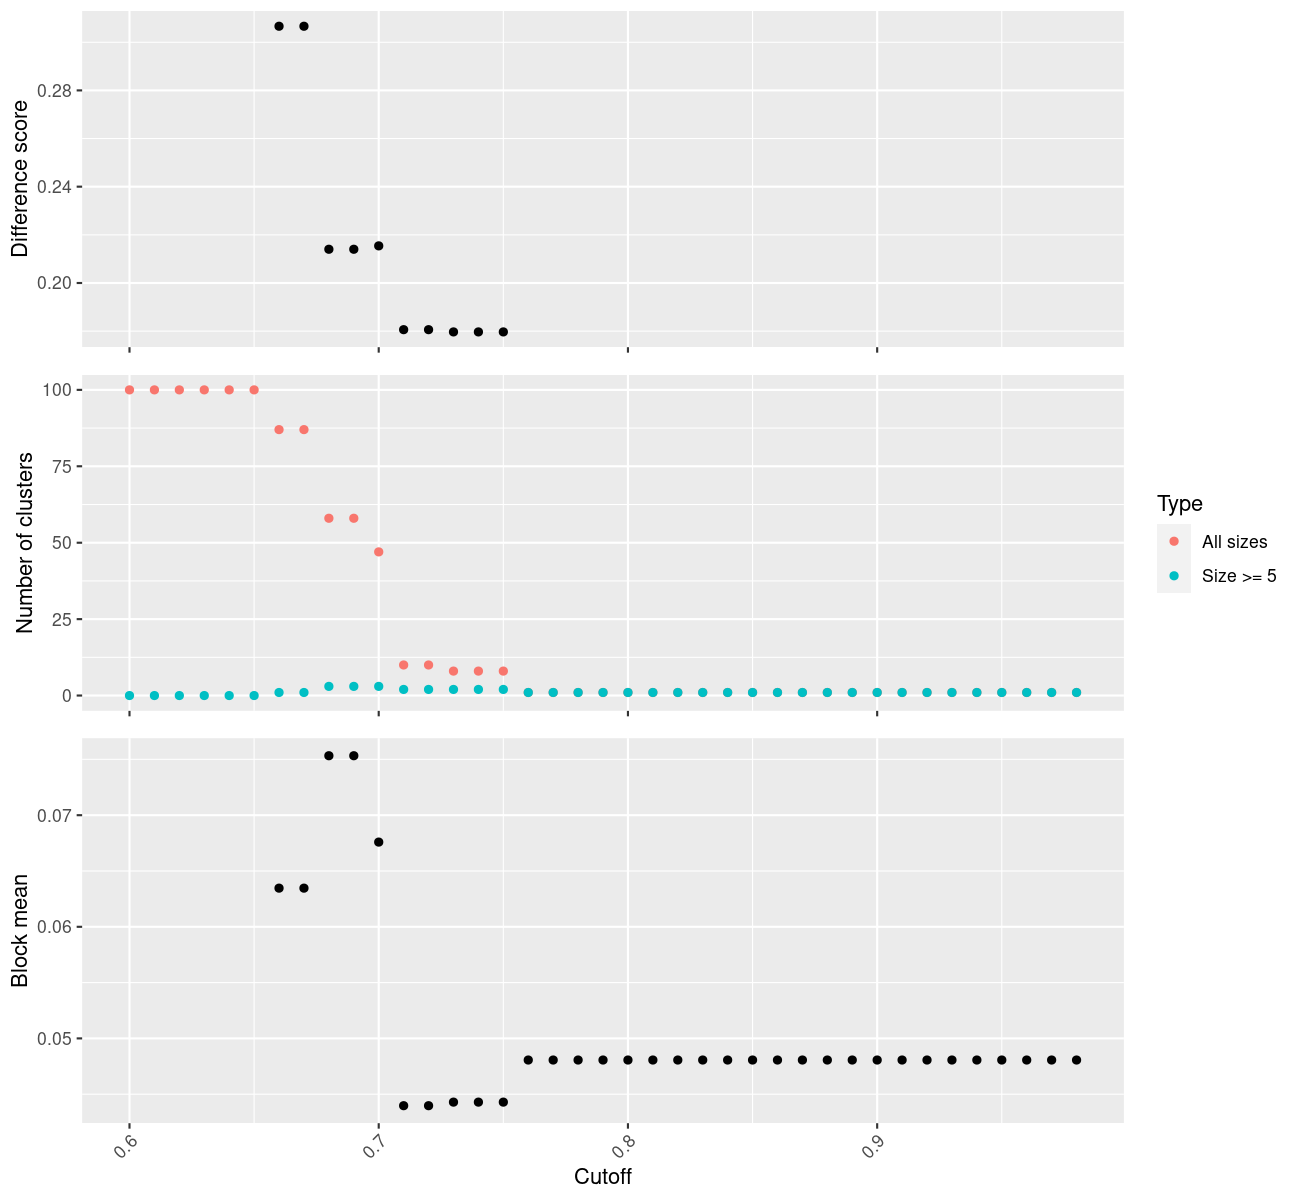 Difference score
0.28
0.24
0.20
Number of clusters
100
75
50
25
0
Type
All sizes
Size >= 5
Block mean
0.07
0.06
0.05
0.6
0.7
0.8
0.9
Cutoff